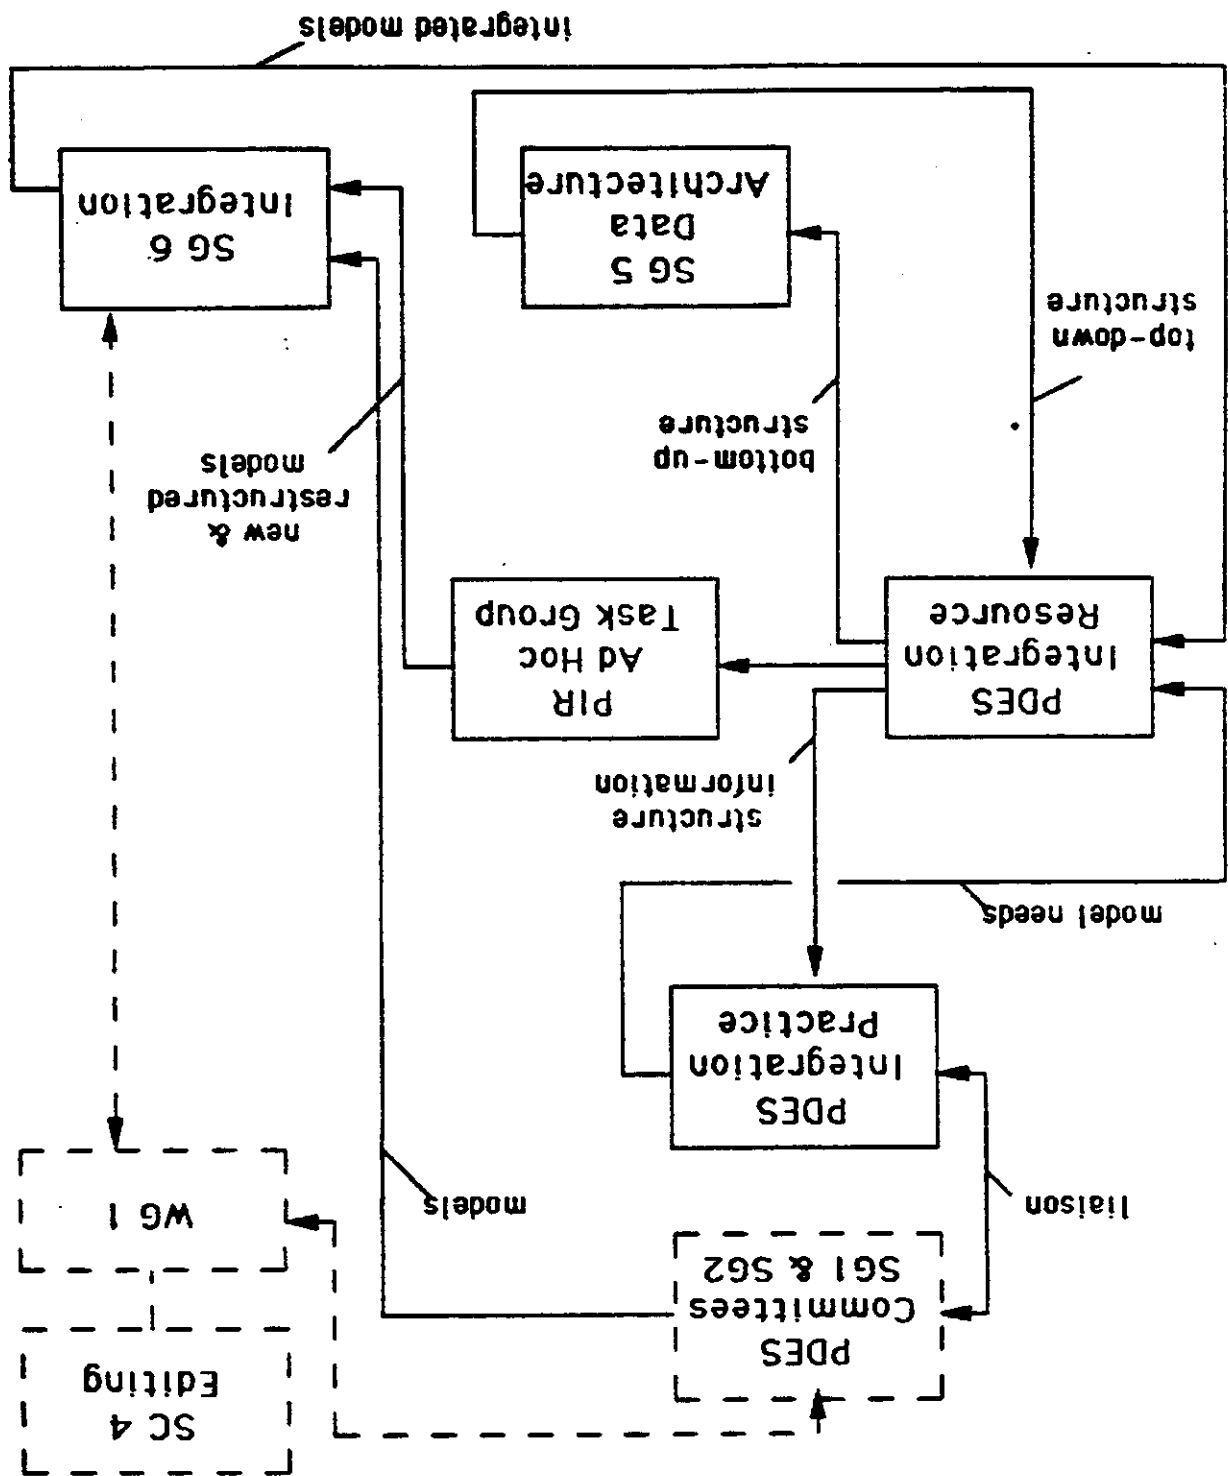 SC 4
Editing
PDES
Committees
SG1 & SG2
WG 1
liaison
models
PDES
Integration
Practice
model needs
structure
information
PDES
Integration
Resource
PIR
Ad Hoc
Task Group
new &
restructured
models
bottom-up
structure
top-down
structure
SG 5
Data
Architecture
SG 6
Integration
integrated models